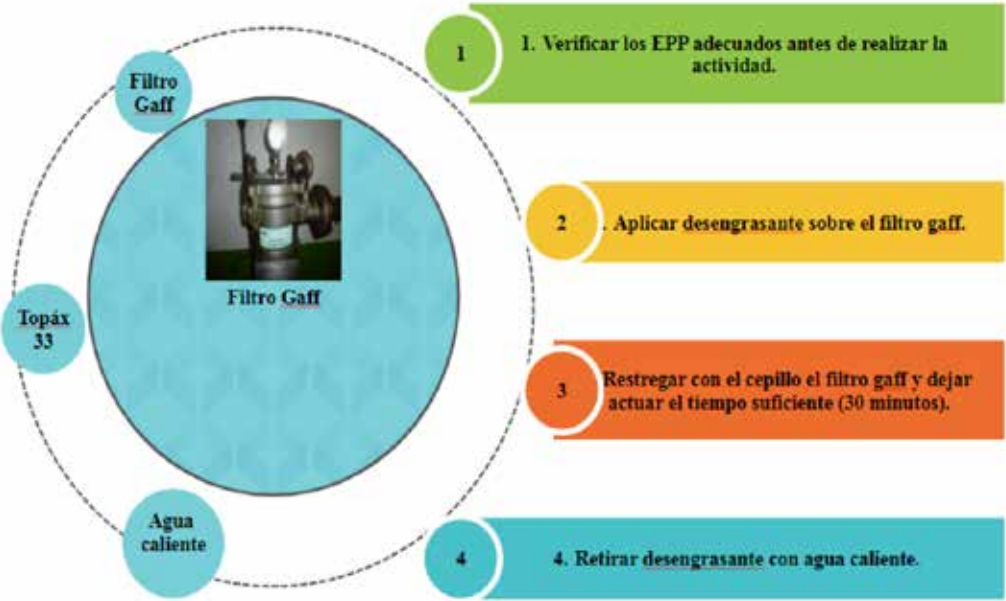 Filtro
Gaff
Filtro Gaff
Topáx
33
Agua
caliente
1
1. Verificar los EPP adecuados antes de realizar la
actividad.
2
. Aplicar desengrasante sobre el filtro gaff.
3
Restregar con el cepillo el filtro gaff y dejar
actuar el tiempo suficiente (30 minutos).
4
4. Retirar desengrasante con agua caliente.